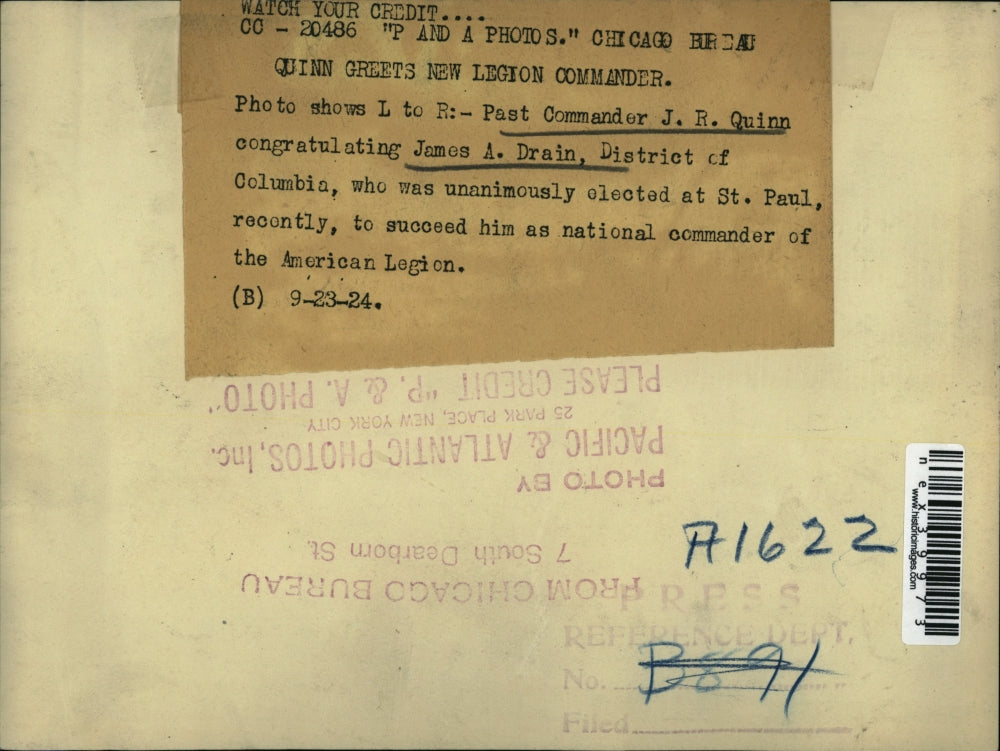 WATCH YOUR CREDIT....
CC - 20486 "P AND A PHOTOS." CHICAGO BUREAU
QUINN GREETS NEW LEGION COMMANDER.
Photo shows L to R:- Past Commander J. R. Quinn
congratulating James A. Drain, District of
Columbia, who was unanimously elected at St. Paul,
recently, to succeed him as national commander of
the American Legion.
(B) 9-23-24.
PLEASE CREDIT "P. & A. PHOTO"
25 PARK PLACE, NEW YORK CITY
PACIFIC & ATLANTIC PHOTOS, Inc.
PHOTO BY
7 South Dearborn St.
FROM CHICAGO BUREAU
A1622
PRESS
REFERENCE DEPT.
No. B891
Filed
nex39973
www.historicimages.com